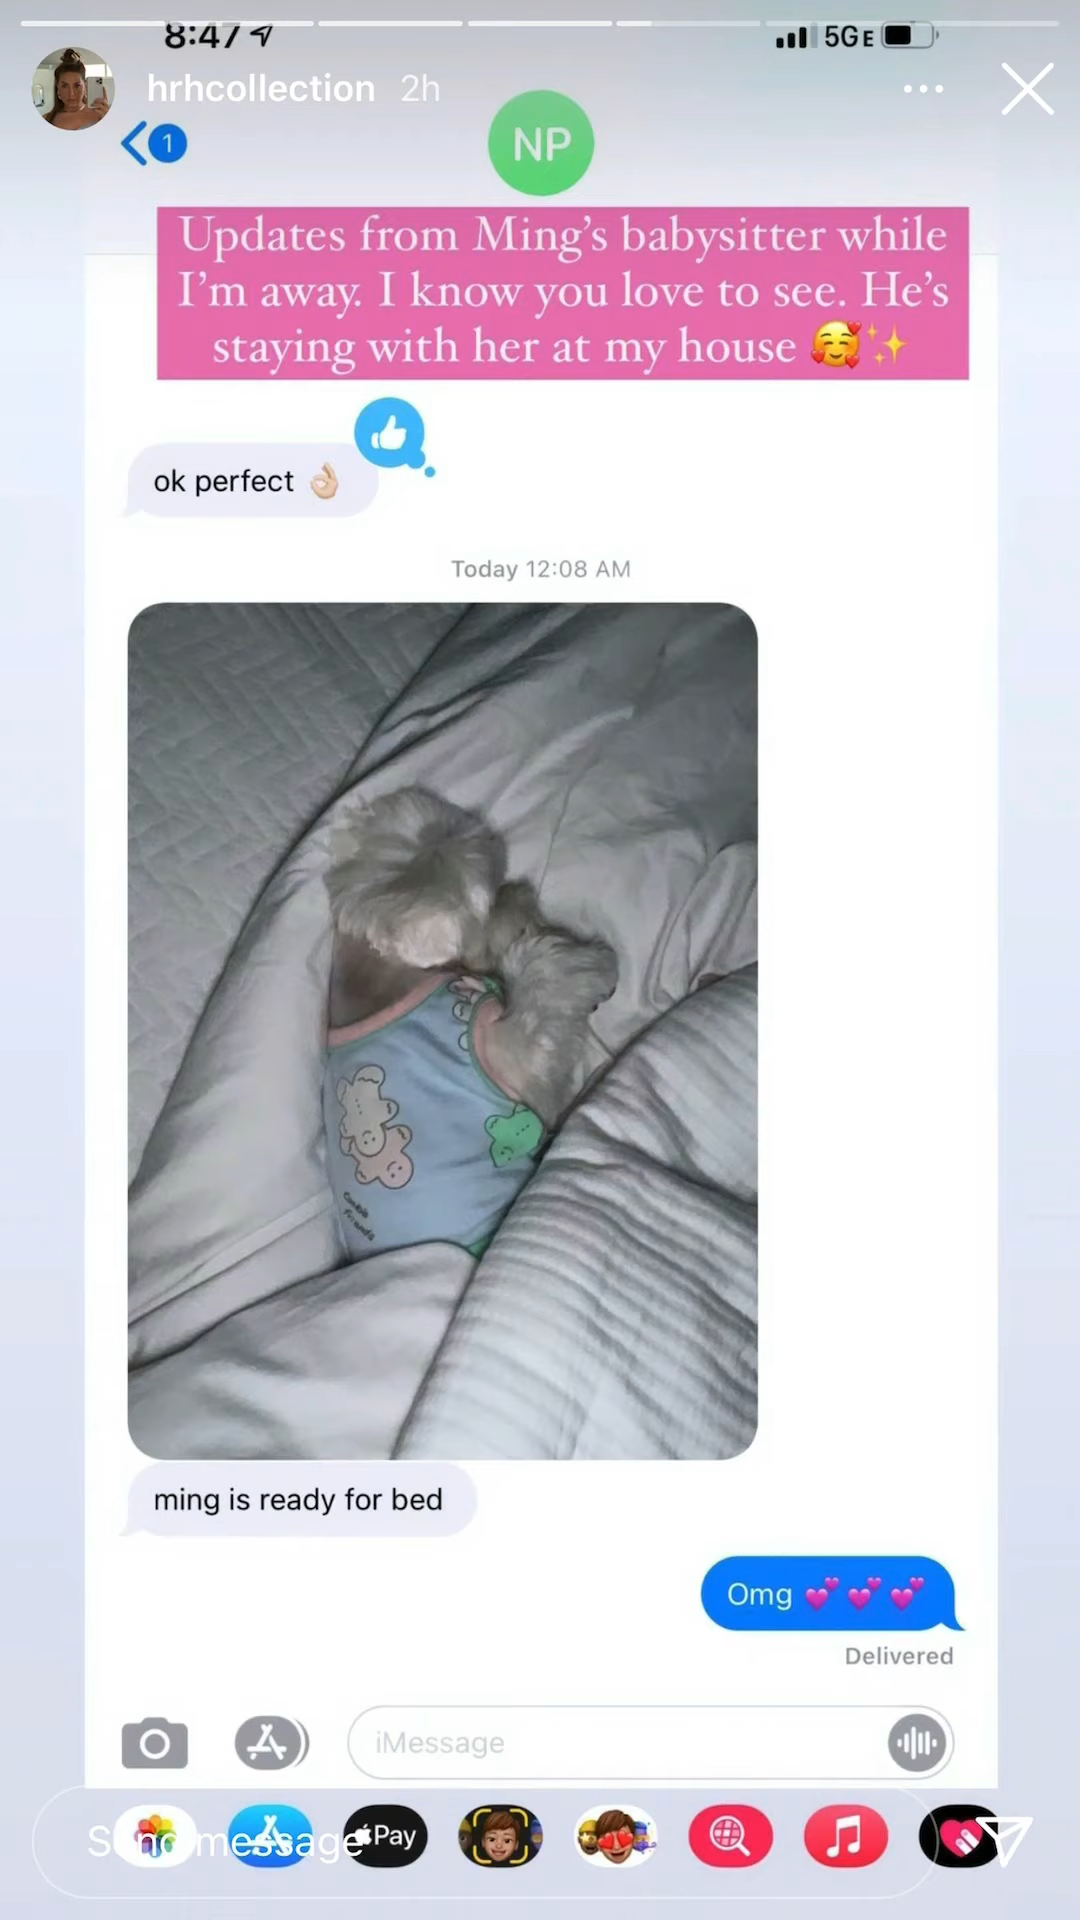 8:47
5GE
hrhcollection 2h
1
NP
Updates from Ming's babysitter while
I'm away. I know you love to see. He's
staying with her at my house 🥰✨
ok perfect 👌🏼
Today 12:08 AM
ming is ready for bed
Omg 💕 💕 💕
Delivered
iMessage
Send message
Pay